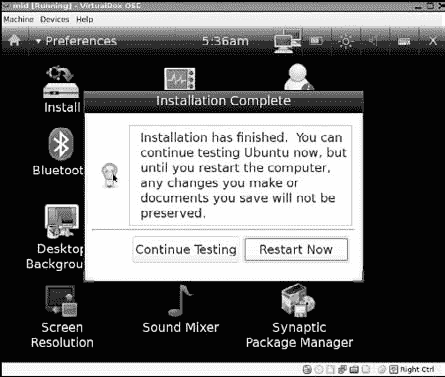 mid [Running] - VirtualBox OSE
Machine Devices Help
Preferences 5:36am X
Install
Installation Complete
Installation has finished. You can
continue testing Ubuntu now, but
until you restart the computer,
any changes you make or
documents you save will not be
preserved.
Continue Testing Restart Now
Bluetoot
Desktop
Backgrou
Screen
Resolution
Sound Mixer
Synaptic
Package Manager
Right Ctrl